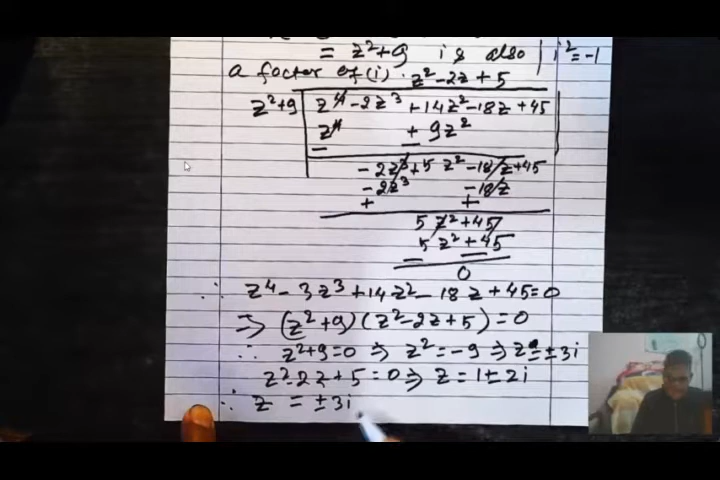 = z²+9 is also | i²=-1
a factor of (i). z²-2z+5
z²+9 | z⁴-2z³+14z²-18z+45
z⁴ +9z²
- -
-2z³+5z²-18z+45
-2z³ -18z
+ +
5z²+45
5z²+45
- -
0
∴ z⁴-3z³+14z²-18z+45=0
⇒ (z²+9)(z²-2z+5)=0
∴ z²+9=0 ⇒ z²=-9 ⇒ z=±3i
z²-2z+5=0 ⇒ z=1±2i
∴ z = ±3i